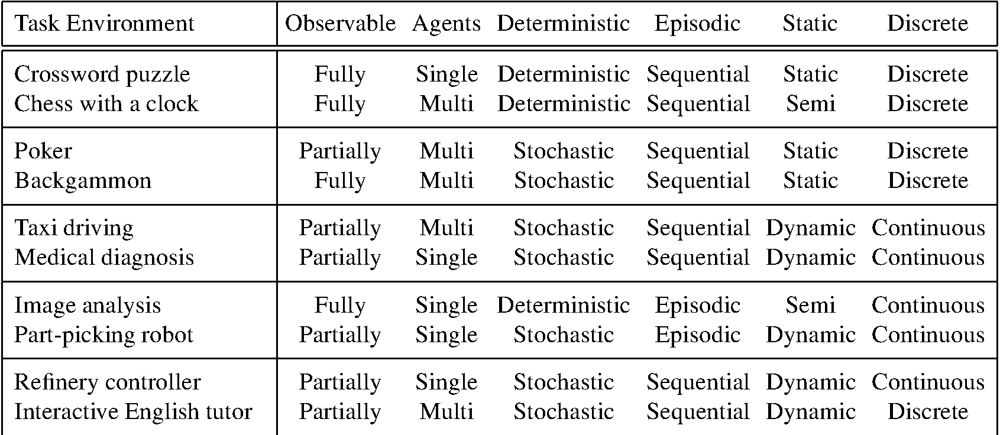 Task Environment Observable Agents Deterministic Episodic Static Discrete
Crossword puzzle Fully Single Deterministic Sequential Static Discrete
Chess with a clock Fully Multi Deterministic Sequential Semi Discrete
Poker Partially Multi Stochastic Sequential Static Discrete
Backgammon Fully Multi Stochastic Sequential Static Discrete
Taxi driving Partially Multi Stochastic Sequential Dynamic Continuous
Medical diagnosis Partially Single Stochastic Sequential Dynamic Continuous
Image analysis Fully Single Deterministic Episodic Semi Continuous
Part-picking robot Partially Single Stochastic Episodic Dynamic Continuous
Refinery controller Partially Single Stochastic Sequential Dynamic Continuous
Interactive English tutor Partially Multi Stochastic Sequential Dynamic Discrete